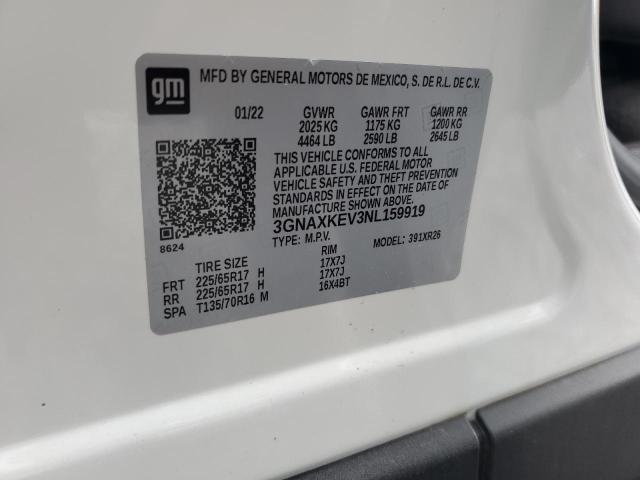 gm
MFD BY GENERAL MOTORS DE MEXICO, S. DE R.L. DE C.V.
01/22 GVWR GAWR FRT GAWR RR
2025 KG 1175 KG 1200 KG
4464 LB 2590 LB 2645 LB
THIS VEHICLE CONFORMS TO ALL
APPLICABLE U.S. FEDERAL MOTOR
VEHICLE SAFETY AND THEFT PREVENTION
STANDARDS IN EFFECT ON THE DATE OF
MANUFACTURE SHOWN ABOVE.
3GNAXKEV3NL159919
8624
TYPE: M.P.V. MODEL: 391XR26
TIRE SIZE RIM
FRT 225/65R17 H 17X7J
RR 225/65R17 H 17X7J
SPA T135/70R16 M 16X4BT